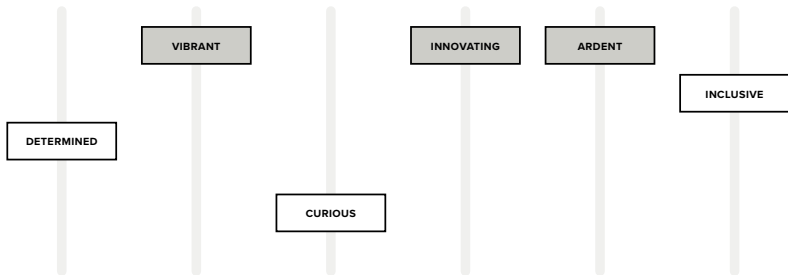 VIBRANT
INNOVATING
ARDENT
INCLUSIVE
DETERMINED
CURIOUS